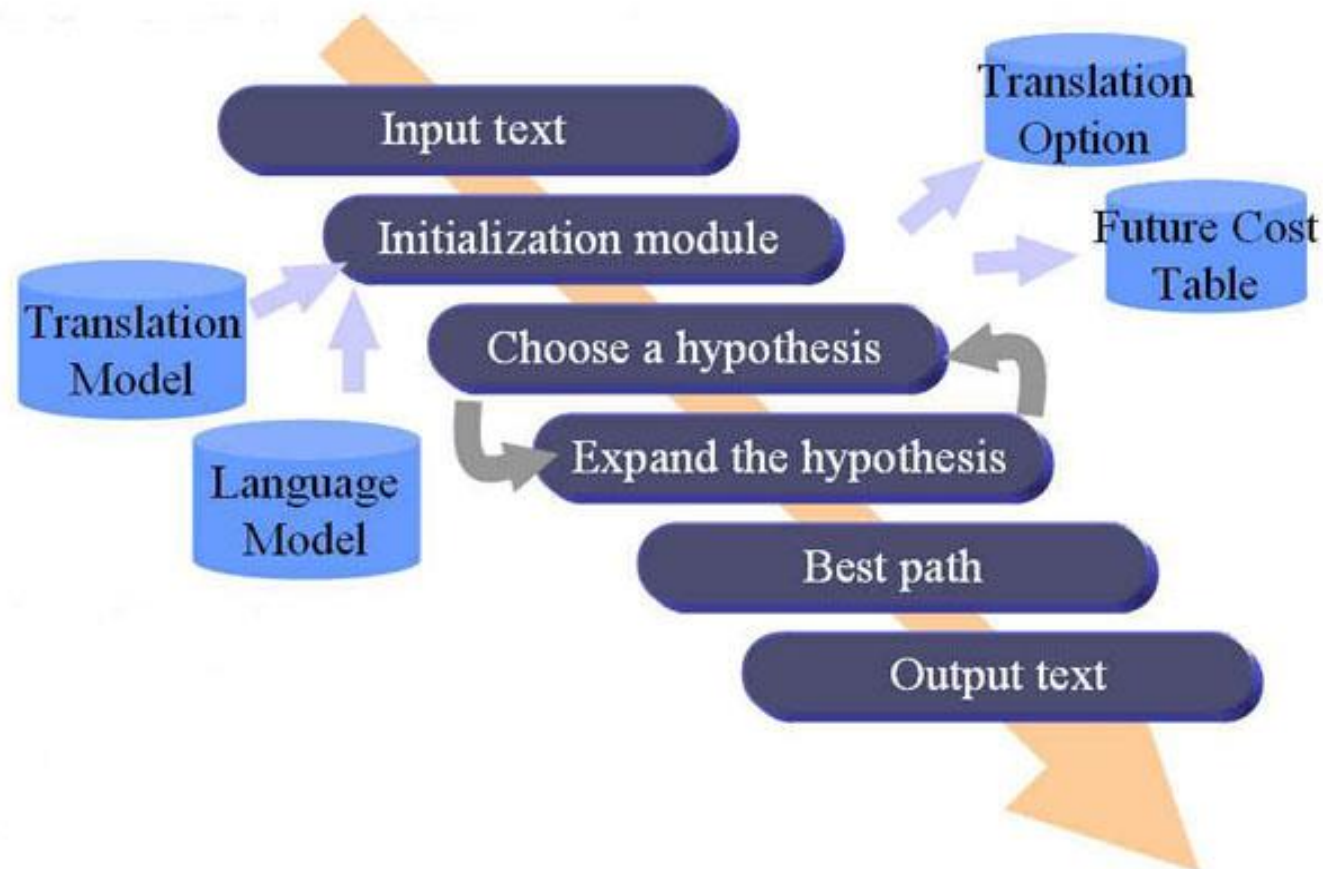 Input text
Translation
Option
Initialization module
Future Cost
Table
Translation
Model
Choose a hypothesis
Language
Model
Expand the hypothesis
Best path
Output text